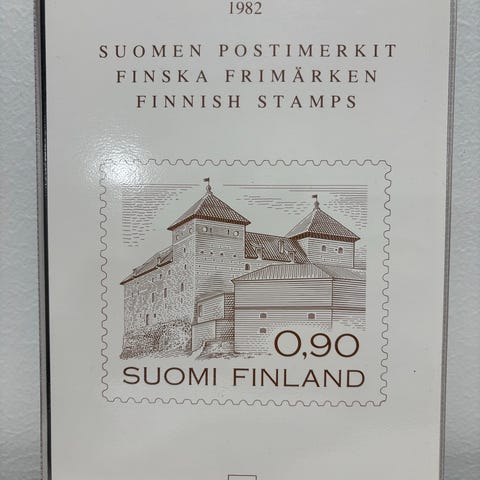 1982
SUOMEN POSTIMERKIT
FINSKA FRIMÄRKEN
FINNISH STAMPS
0,90
SUOMI FINLAND